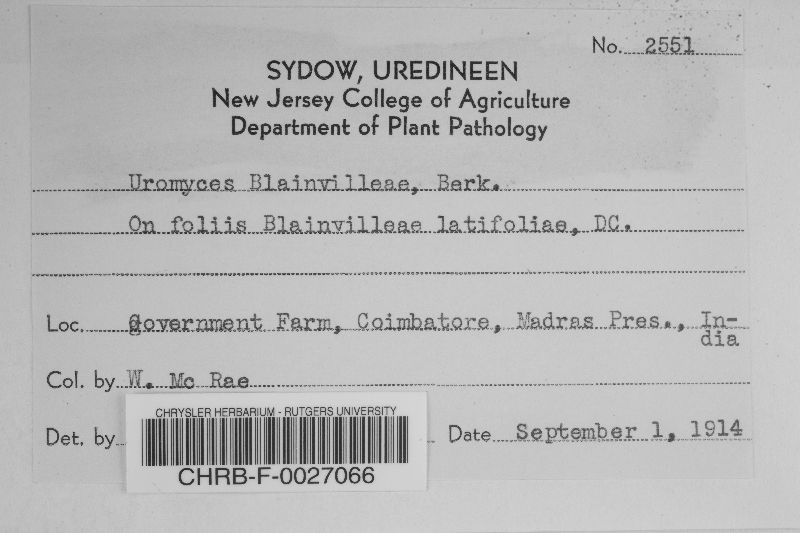 No. 2551
SYDOW, UREDINEEN
New Jersey College of Agriculture
Department of Plant Pathology
Uromyces Blainvilleae, Berk.
On foliis Blainvilleae latifoliae, DC.
Loc. government Farm, Coimbatore, Madras Pres., In-
dia
Col. by W. Mc Rae
Det. by
Date September 1, 1914
CHRYSLER HERBARIUM - RUTGERS UNIVERSITY
CHRB-F-0027066